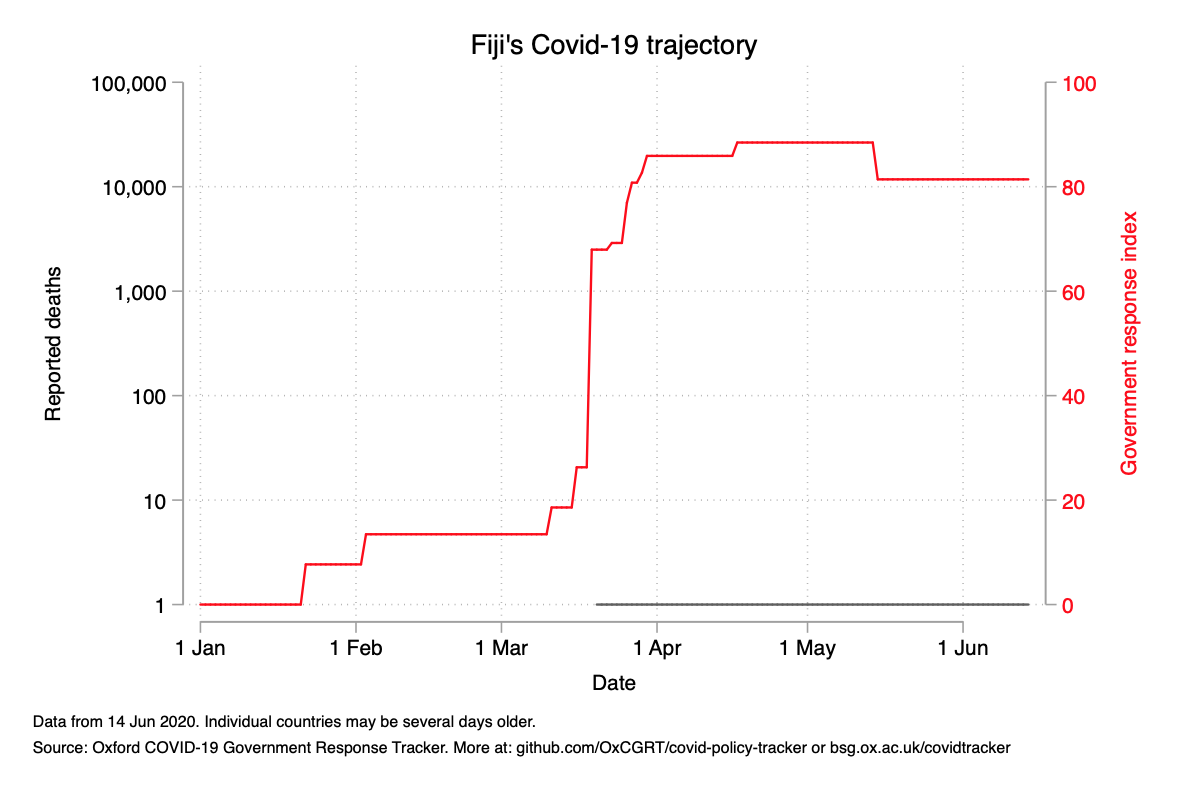 Fiji's Covid-19 trajectory
100,000
10,000
1,000
100
10
1
Reported deaths
100
80
60
40
20
0
Government response index
1 Jan
1 Feb
1 Mar
1 Apr
1 May
1 Jun
Date
Data from 14 Jun 2020. Individual countries may be several days older.
Source: Oxford COVID-19 Government Response Tracker. More at: github.com/OxCGRT/covid-policy-tracker or bsg.ox.ac.uk/covidtracker